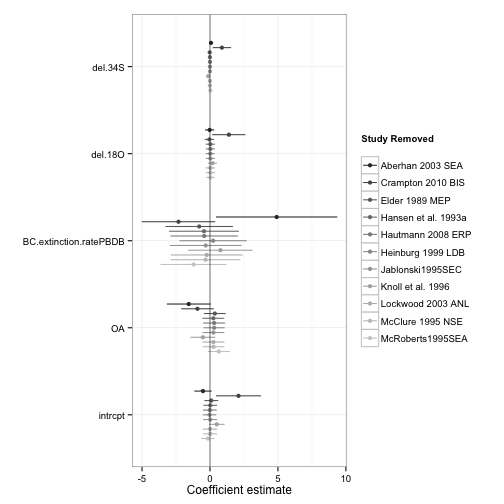 del.34S
del.18O
BC.extinction.ratePBDB
OA
intrcpt
-5
0
5
10
Coefficient estimate
Study Removed
Aberhan 2003 SEA
Crampton 2010 BIS
Elder 1989 MEP
Hansen et al. 1993a
Hautmann 2008 ERP
Heinburg 1999 LDB
Jablonski1995SEC
Knoll et al. 1996
Lockwood 2003 ANL
McClure 1995 NSE
McRoberts1995SEA